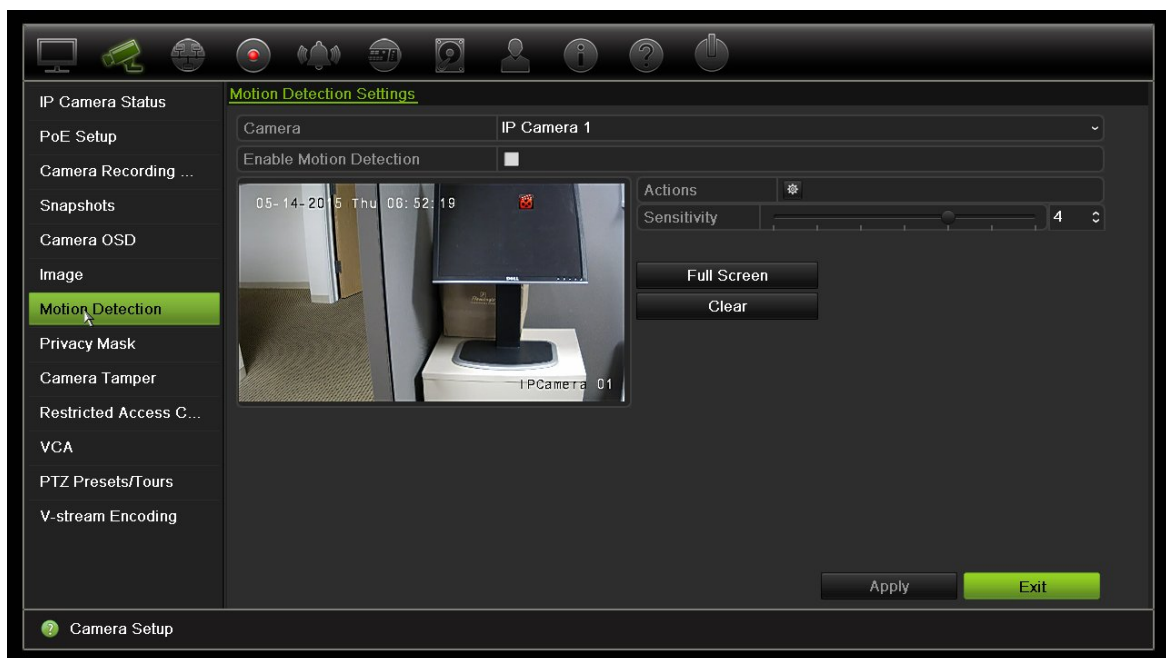 IP Camera Status
PoE Setup
Camera Recording ...
Snapshots
Camera OSD
Image
Motion Detection
Privacy Mask
Camera Tamper
Restricted Access C...
VCA
PTZ Presets/Tours
V-stream Encoding
Motion Detection Settings
Camera IP Camera 1
Enable Motion Detection
05-14-2015 Thu 06:52:19
DELL
IPCamera 01
Actions
Sensitivity 4
Full Screen
Clear
Apply Exit
? Camera Setup